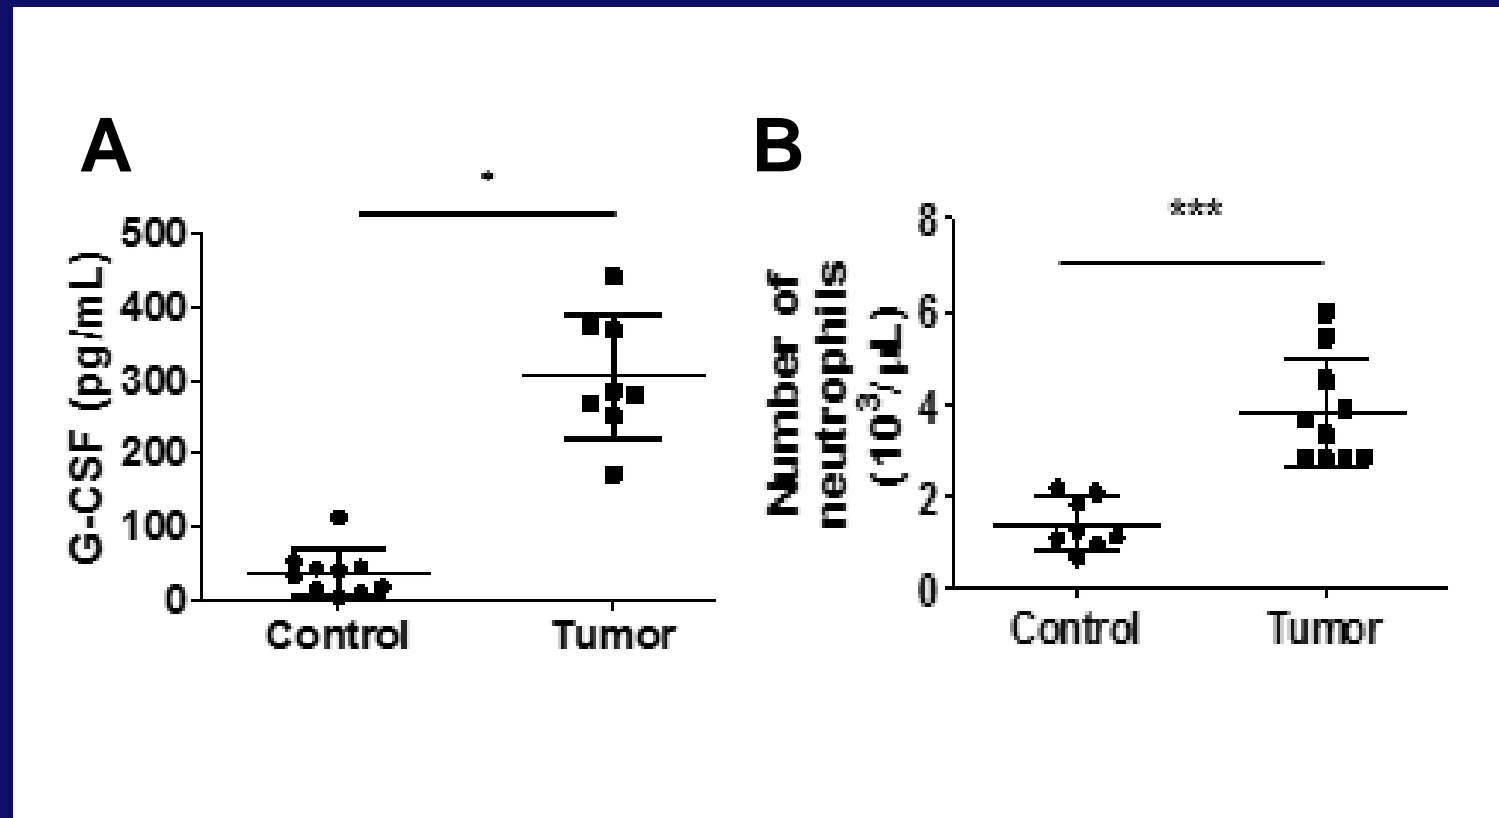 A
*
500
400
300
200
100
0
G-CSF (pg/mL)
Control
Tumor
B
***
8
6
4
2
0
Number of
neutrophils
(10³/µL)
Control
Tumor